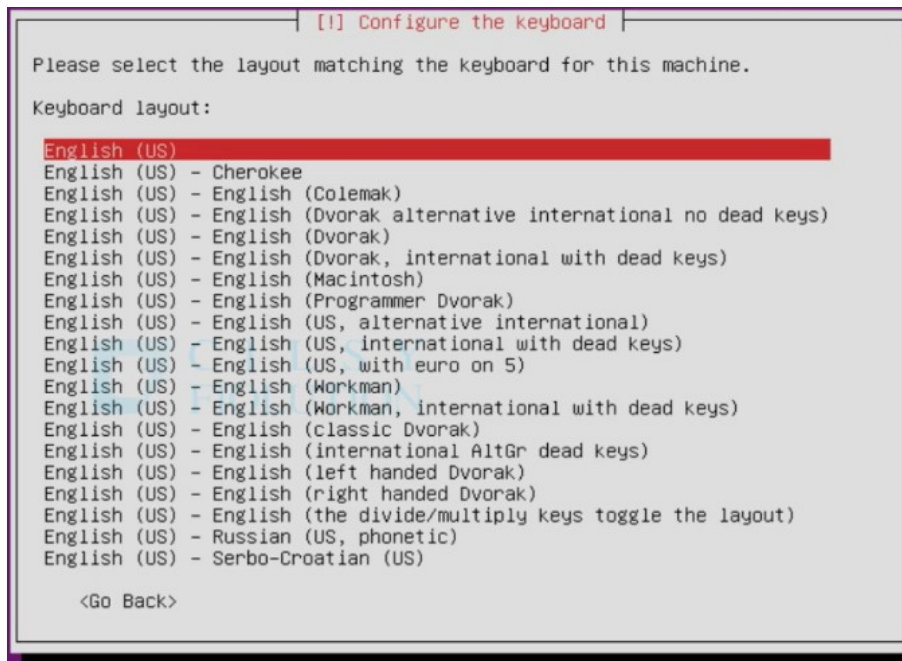 [!] Configure the keyboard
Please select the layout matching the keyboard for this machine.
Keyboard layout:
English (US)
English (US) - Cherokee
English (US) - English (Colemak)
English (US) - English (Dvorak alternative international no dead keys)
English (US) - English (Dvorak)
English (US) - English (Dvorak, international with dead keys)
English (US) - English (Macintosh)
English (US) - English (Programmer Dvorak)
English (US) - English (US, alternative international)
English (US) - English (US, international with dead keys)
English (US) - English (US, with euro on 5)
English (US) - English (Workman)
English (US) - English (Workman, international with dead keys)
English (US) - English (classic Dvorak)
English (US) - English (international AltGr dead keys)
English (US) - English (left handed Dvorak)
English (US) - English (right handed Dvorak)
English (US) - English (the divide/multiply keys toggle the layout)
English (US) - Russian (US, phonetic)
English (US) - Serbo-Croatian (US)
<Go Back>